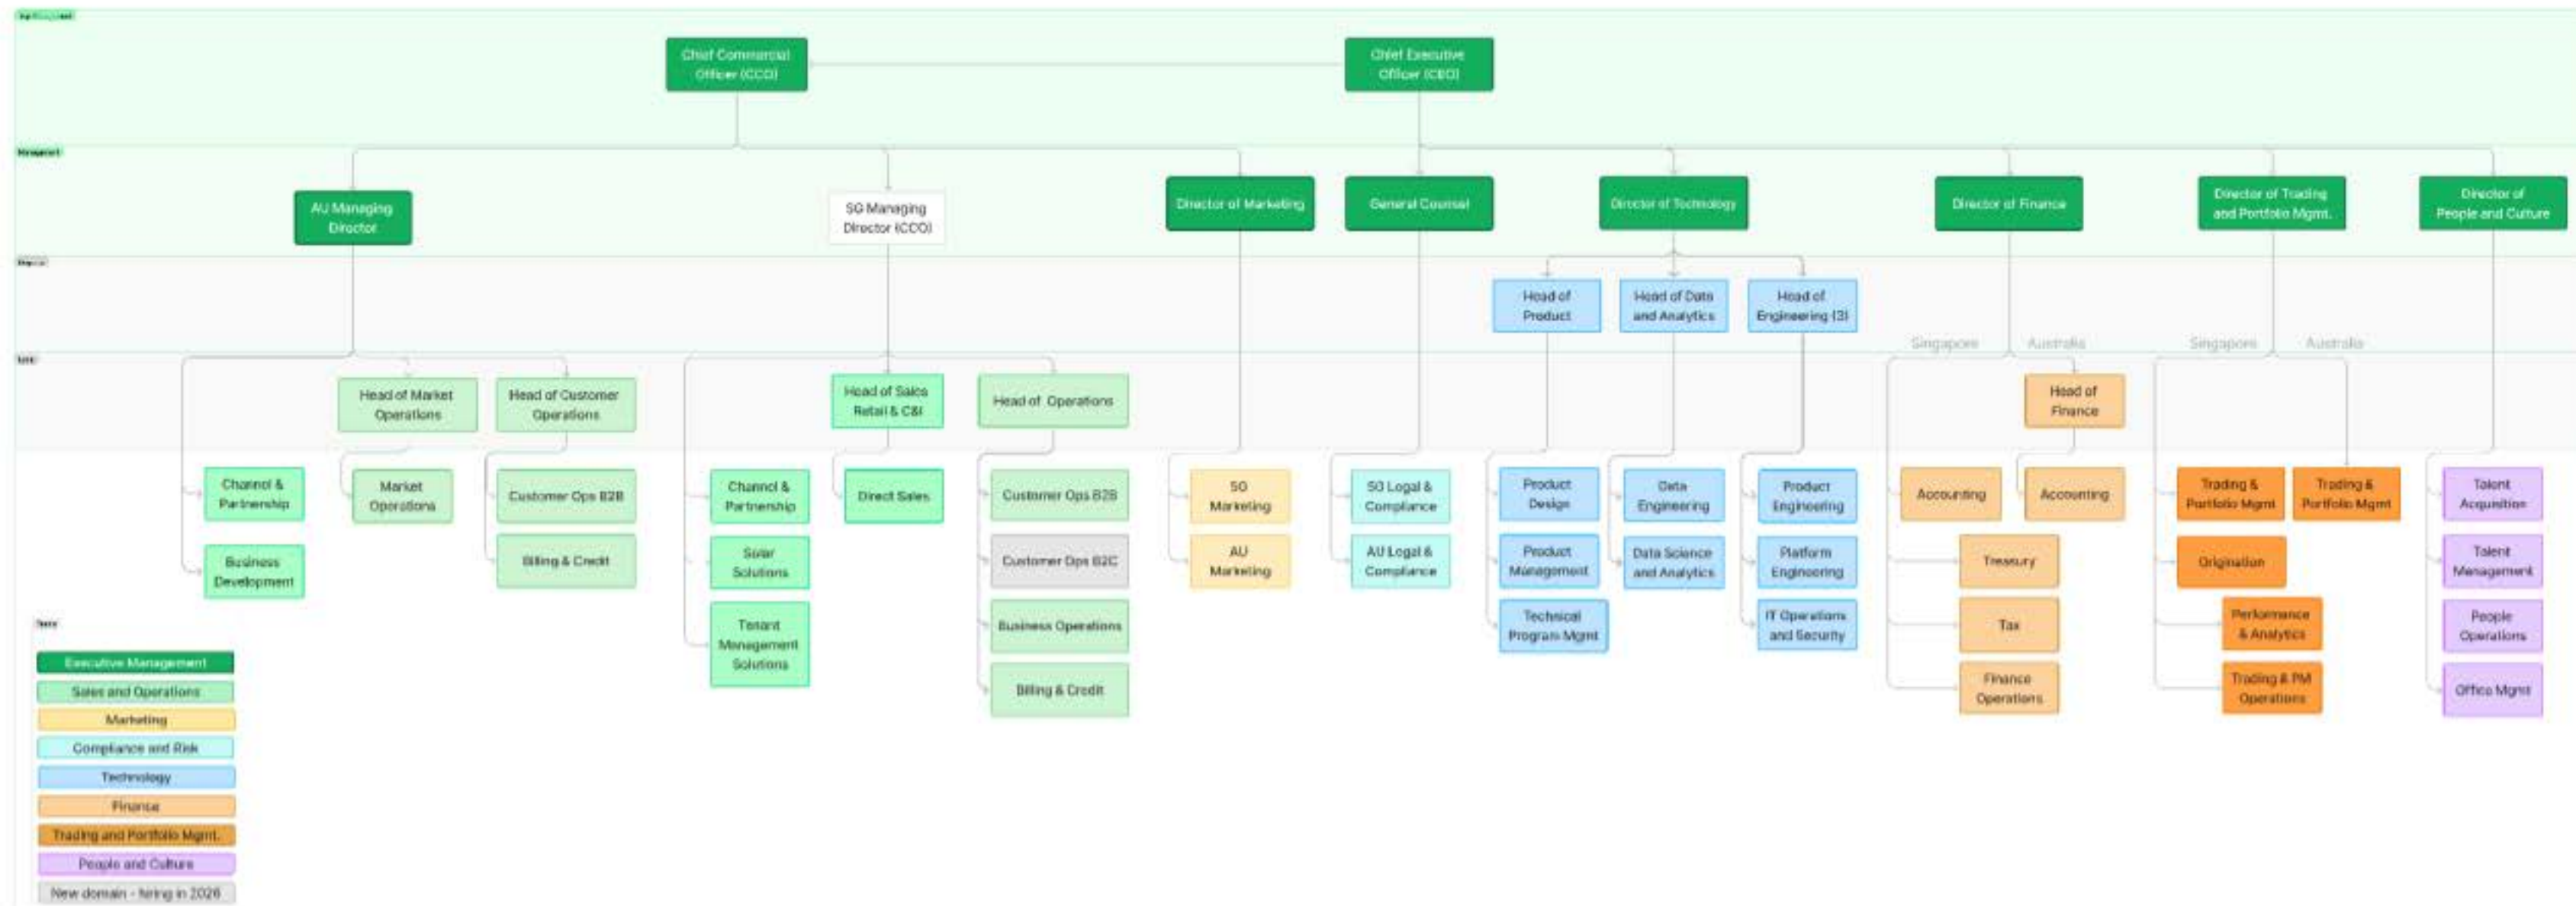 Chief Commercial
Officer (CCO)
Chief Executive
Officer (CEO)
Management
AU Managing
Director
SG Managing
Director (CCO)
Director of Marketing
General Counsel
Director of Technology
Director of Finance
Director of Trading
and Portfolio Mgmt.
Director of
People and Culture
Head of
Product
Head of Data
and Analytics
Head of
Engineering (3)
Singapore
Australia
Singapore
Australia
Head of Market
Operations
Head of Customer
Operations
Head of Sales
Retail & C&I
Head of Operations
Head of
Finance
Channel &
Partnership
Market
Operations
Customer Ops B2B
Channel &
Partnership
Direct Sales
Customer Ops B2B
SG
Marketing
SG Legal &
Compliance
Product
Design
Data
Engineering
Product
Engineering
Accounting
Accounting
Trading &
Portfolio Mgmt
Trading &
Portfolio Mgmt
Talent
Acquisition
Business
Development
Billing & Credit
Solar
Solutions
Customer Ops B2C
AU
Marketing
AU Legal &
Compliance
Product
Management
Data Science
and Analytics
Platform
Engineering
Treasury
Origination
Talent
Management
Tenant
Management
Solutions
Business Operations
Technical
Program Mgmt
IT Operations
and Security
Tax
Performance
& Analytics
People
Operations
Billing & Credit
Finance
Operations
Trading & PM
Operations
Office Mgmt
Executive Management
Sales and Operations
Marketing
Compliance and Risk
Technology
Finance
Trading and Portfolio Mgmt.
People and Culture
New domain - hiring in 2026